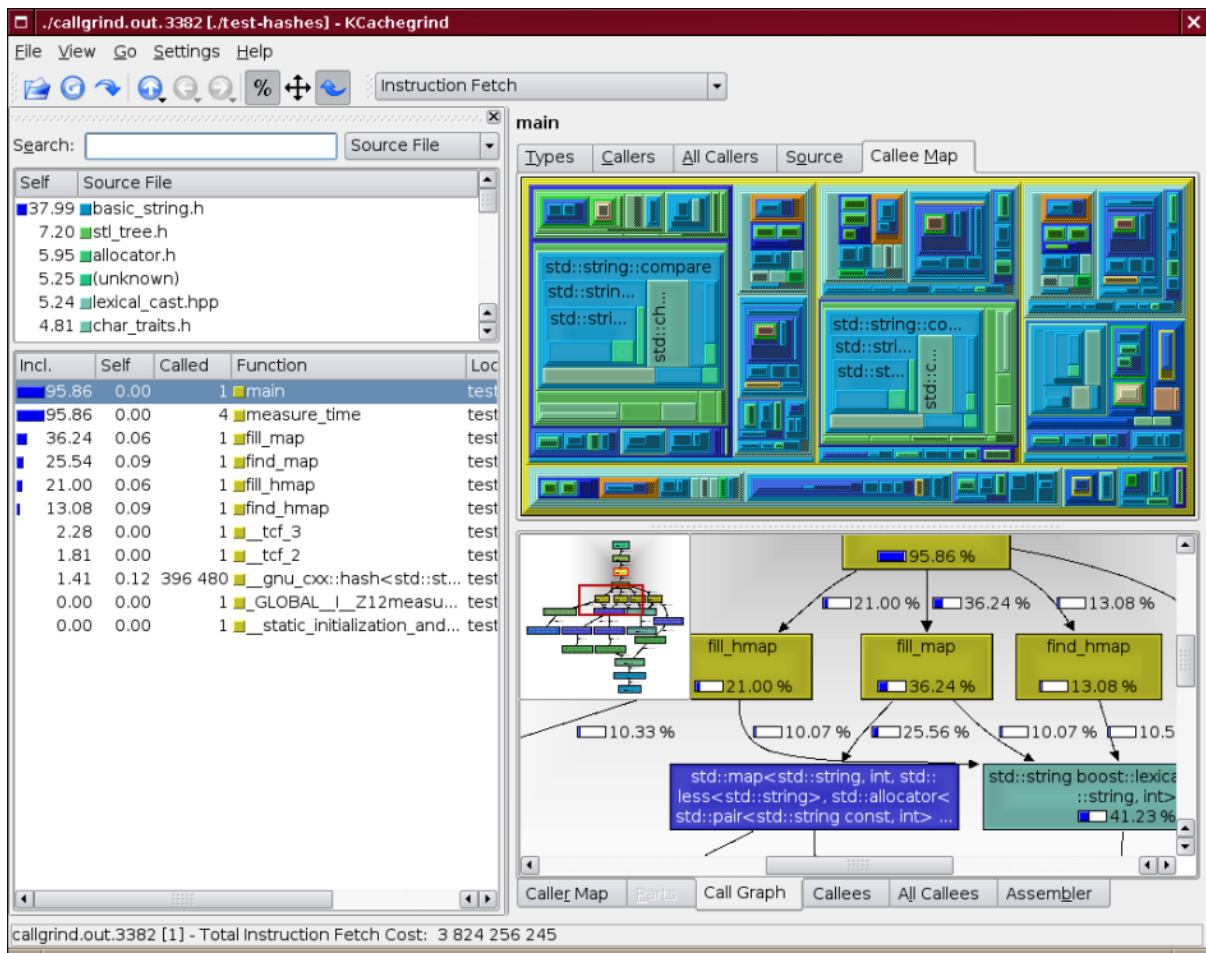 ./callgrind.out.3382 [./test-hashes] - KCachegrind
File View Go Settings Help
% Instruction Fetch
Search: Source File
Self Source File
37.99 basic_string.h
7.20 stl_tree.h
5.95 allocator.h
5.25 (unknown)
5.24 lexical_cast.hpp
4.81 char_traits.h
Incl. Self Called Function Loc
95.86 0.00 1 main test
95.86 0.00 4 measure_time test
36.24 0.06 1 fill_map test
25.54 0.09 1 find_map test
21.00 0.06 1 fill_hmap test
13.08 0.09 1 find_hmap test
2.28 0.00 1 __tcf_3 test
1.81 0.00 1 __tcf_2 test
1.41 0.12 396 480 __gnu_cxx::hash<std::st... test
0.00 0.00 1 _GLOBAL__I__Z12measu... test
0.00 0.00 1 __static_initialization_and... test
main
Types Callers All Callers Source Callee Map
std::string::compare
std::strin...
std::stri...
std::ch...
std::string::co...
std::stri...
std::st...
std::c...
95.86 %
21.00 % 36.24 % 13.08 %
fill_hmap fill_map find_hmap
21.00 % 36.24 % 13.08 %
10.33 % 10.07 % 25.56 % 10.07 % 10.5
std::map<std::string, int, std::
less<std::string>, std::allocator<
std::pair<std::string const, int> ...
std::string boost::lexica
::string, int>
41.23 %
Caller Map Parts Call Graph Callees All Callees Assembler
callgrind.out.3382 [1] - Total Instruction Fetch Cost: 3 824 256 245